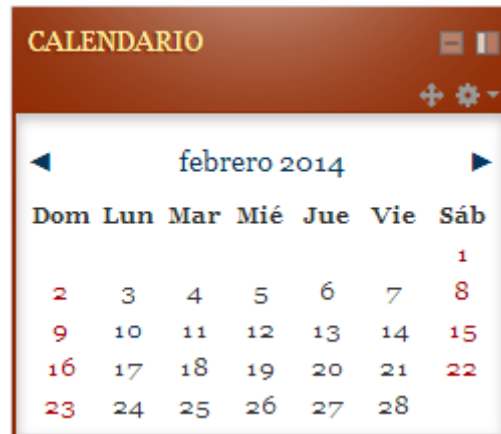 CALENDARIO
◄ febrero 2014 ►
Dom Lun Mar Mié Jue Vie Sáb
1
2 3 4 5 6 7 8
9 10 11 12 13 14 15
16 17 18 19 20 21 22
23 24 25 26 27 28